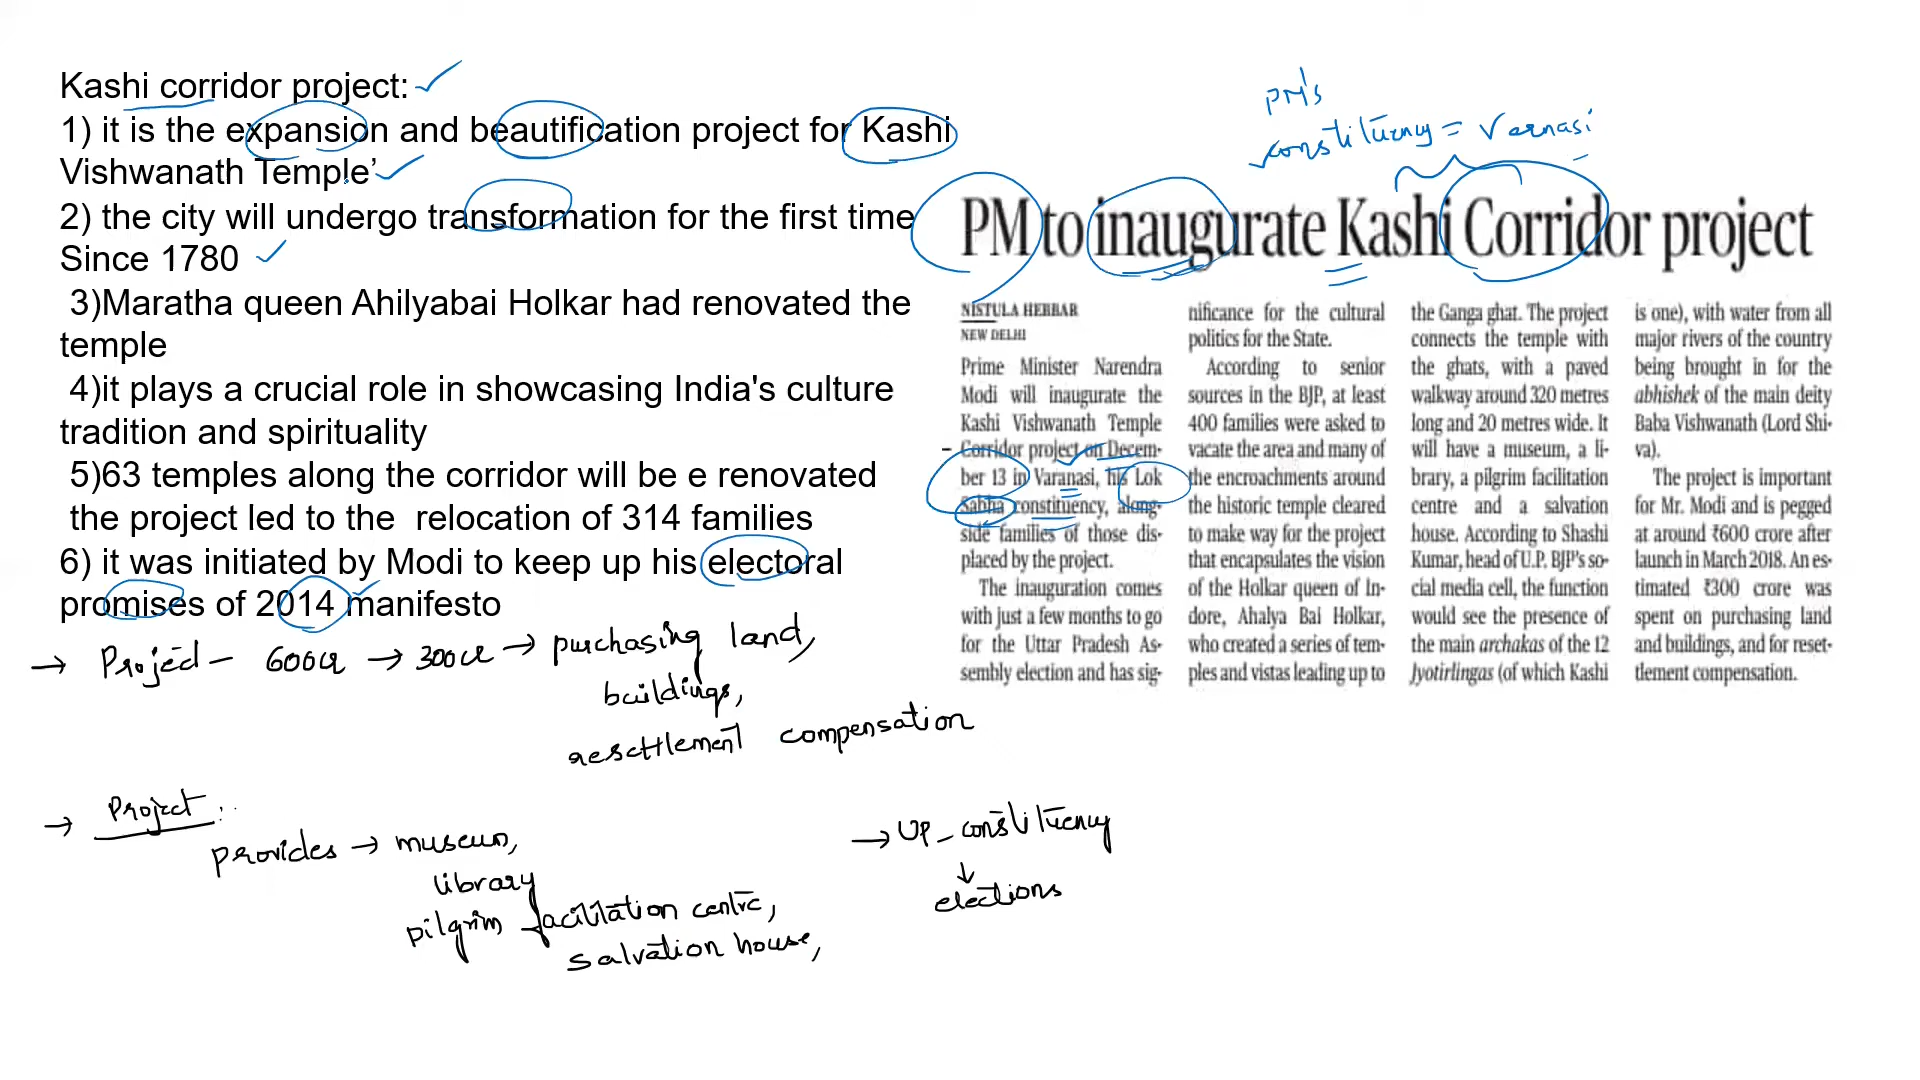 Kashi corridor project:
1) it is the expansion and beautification project for Kashi
Vishwanath Temple’
2) the city will undergo transformation for the first time
Since 1780
3)Maratha queen Ahilyabai Holkar had renovated the
temple
4)it plays a crucial role in showcasing India's culture
tradition and spirituality
5)63 temples along the corridor will be e renovated
the project led to the relocation of 314 families
6) it was initiated by Modi to keep up his electoral
promises of 2014 manifesto
→ Project – 600cr → 300cr → purchasing land,
buildings,
resettlement compensation
→ Project :
provides → museum,
library
pilgrim facilitation centre,
salvation house,
→ UP – constituency
↓
elections
PM's
constituency = Varnasi
PM to inaugurate Kashi Corridor project
NISTULA HEBBAR
NEW DELHI
Prime Minister Narendra
Modi will inaugurate the
Kashi Vishwanath Temple
Corridor project on Decem-
ber 13 in Varanasi, his Lok
Sabha constituency, along-
side families of those dis-
placed by the project.
The inauguration comes
with just a few months to go
for the Uttar Pradesh As-
sembly election and has sig-
nificance for the cultural
politics for the State.
According to senior
sources in the BJP, at least
400 families were asked to
vacate the area and many of
the encroachments around
the historic temple cleared
to make way for the project
that encapsulates the vision
of the Holkar queen of In-
dore, Ahalya Bai Holkar,
who created a series of tem-
ples and vistas leading up to
the Ganga ghat. The project
connects the temple with
the ghats, with a paved
walkway around 320 metres
long and 20 metres wide. It
will have a museum, a li-
brary, a pilgrim facilitation
centre and a salvation
house. According to Shashi
Kumar, head of U.P. BJP's so-
cial media cell, the function
would see the presence of
the main archakas of the 12
Jyotirlingas (of which Kashi
is one), with water from all
major rivers of the country
being brought in for the
abhishek of the main deity
Baba Vishwanath (Lord Shi-
va).
The project is important
for Mr. Modi and is pegged
at around ₹600 crore after
launch in March 2018. An es-
timated ₹300 crore was
spent on purchasing land
and buildings, and for reset-
tlement compensation.